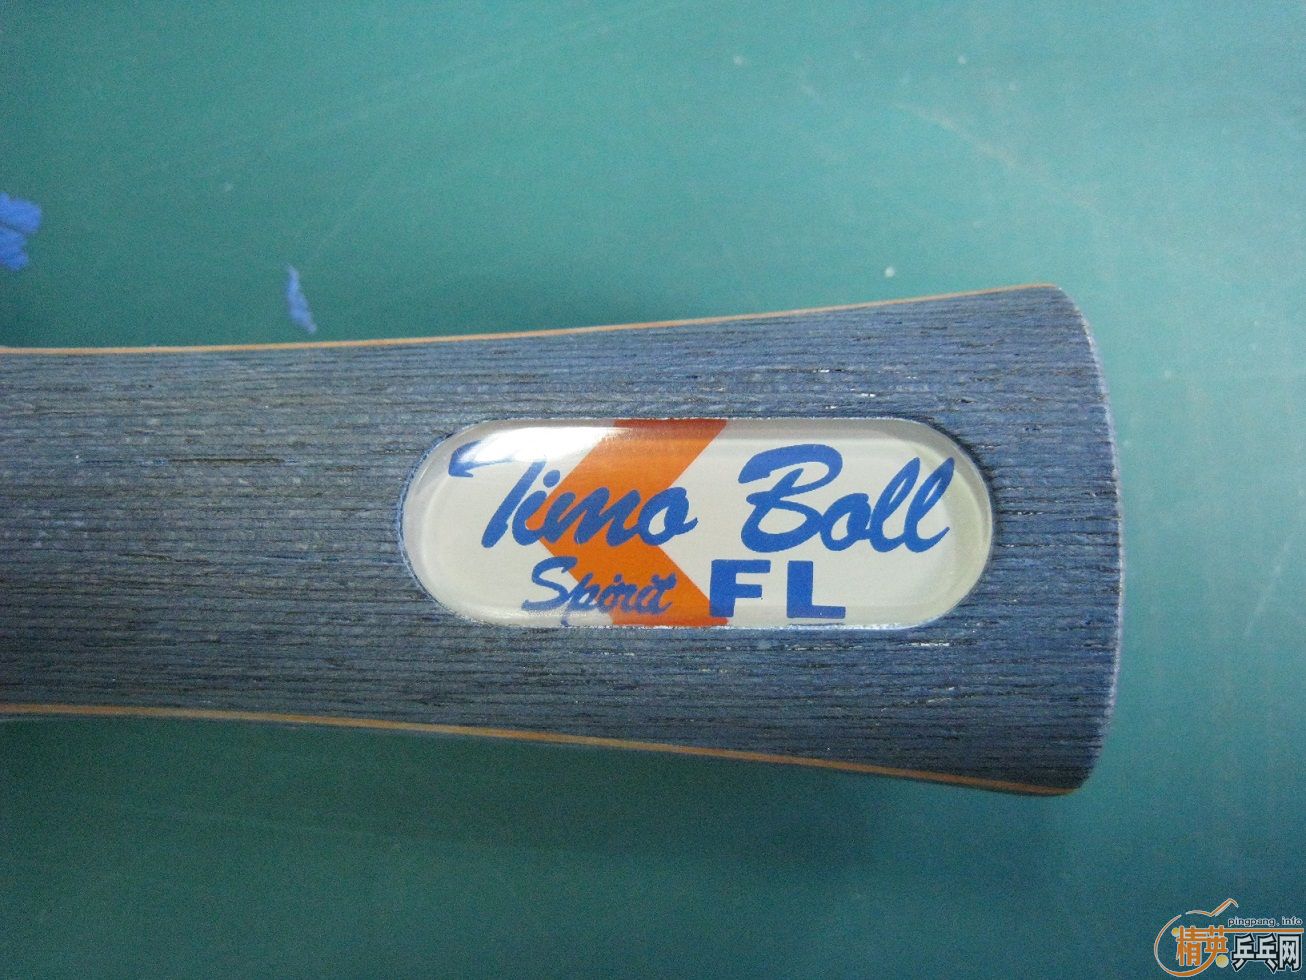 Timo Boll
Spirit FL
pingpang.info
精英乒乓网